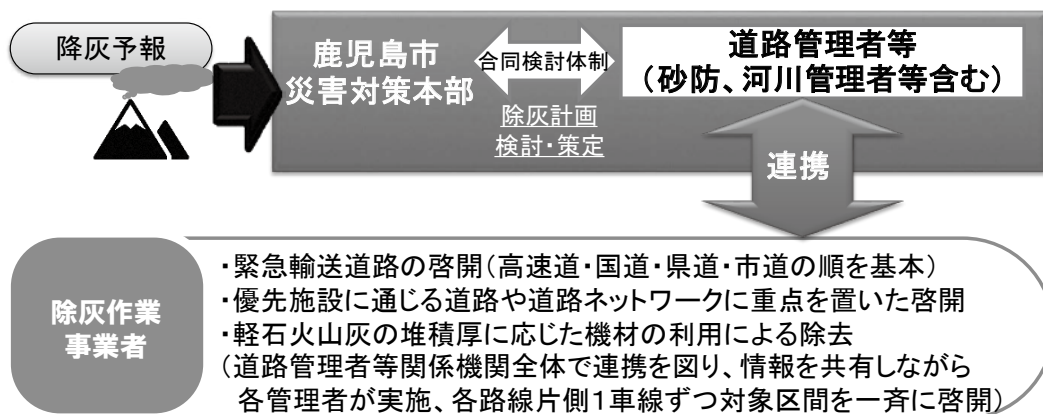 降灰予報
鹿児島市
災害対策本部
合同検討体制
除灰計画
検討・策定
道路管理者等
（砂防、河川管理者等含む）
連携
除灰作業
事業者
・緊急輸送道路の啓開（高速道・国道・県道・市道の順を基本）
・優先施設に通じる道路や道路ネットワークに重点を置いた啓開
・軽石火山灰の堆積厚に応じた機材の利用による除去
（道路管理者等関係機関全体で連携を図り、情報を共有しながら
各管理者が実施、各路線片側１車線ずつ対象区間を一斉に啓開）